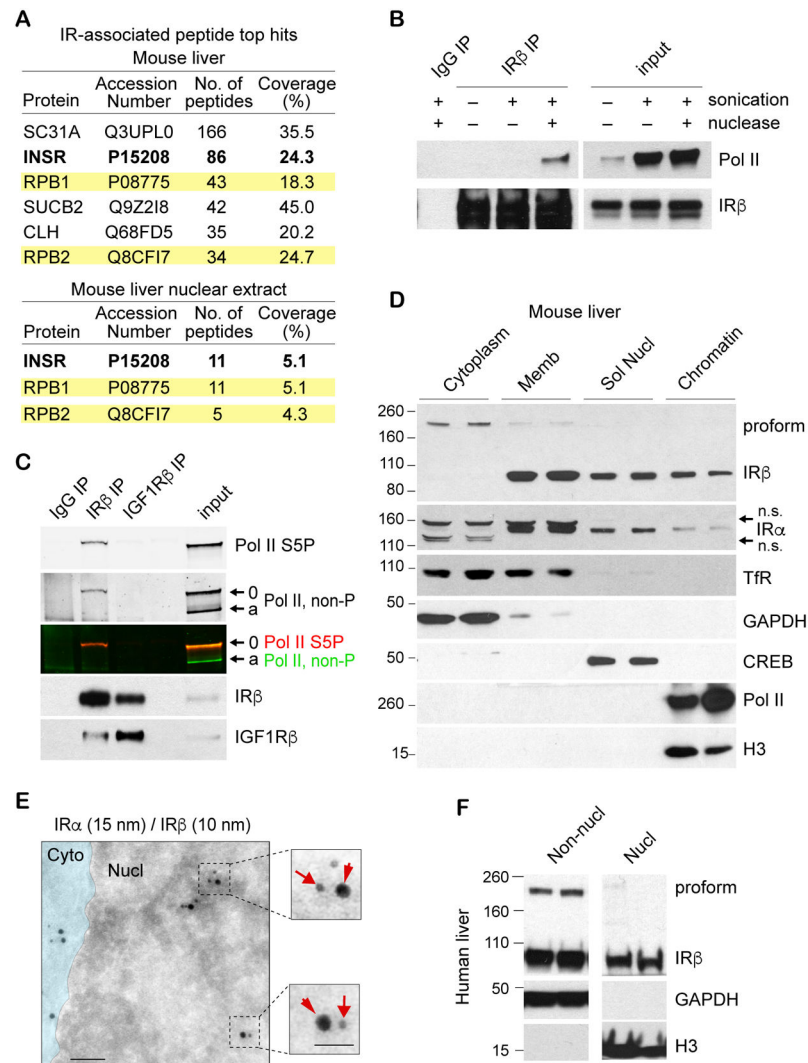 A
IR-associated peptide top hits
Mouse liver
Protein Accession Number No. of peptides Coverage (%)
SC31A Q3UPL0 166 35.5
INSR P15208 86 24.3
RPB1 P08775 43 18.3
SUCB2 Q9Z2I8 42 45.0
CLH Q68FD5 35 20.2
RPB2 Q8CFI7 34 24.7
Mouse liver nuclear extract
Protein Accession Number No. of peptides Coverage (%)
INSR P15208 11 5.1
RPB1 P08775 11 5.1
RPB2 Q8CFI7 5 4.3
B
IgG IP IRβ IP input
+ – + + – + + sonication
+ – – + – – + nuclease
Pol II
IRβ
C
IgG IP IRβ IP IGF1Rβ IP input
Pol II S5P
0
a Pol II, non-P
0 Pol II S5P
a Pol II, non-P
IRβ
IGF1Rβ
D
Mouse liver
Cytoplasm Memb Sol Nucl Chromatin
260 proform
160
110 IRβ
80
160 n.s.
IRα
110 n.s.
TfR
50 GAPDH
50 CREB
260 Pol II
15 H3
E
IRα (15 nm) / IRβ (10 nm)
Cyto Nucl
F
Non-nucl Nucl
Human liver
260 proform
160
110 IRβ
50 GAPDH
15 H3